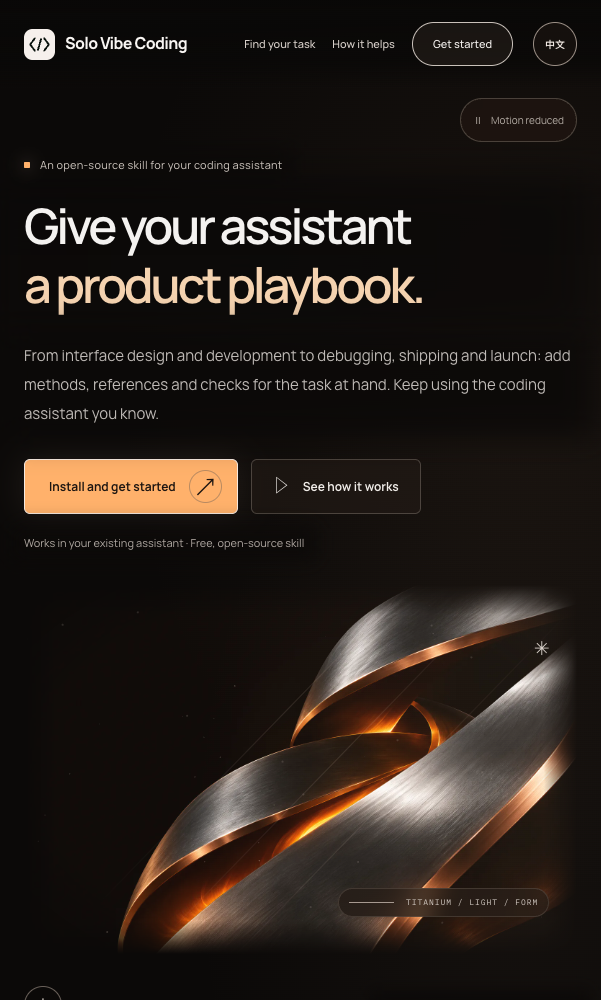 Solo Vibe Coding
Find your task
How it helps
Get started
中文
Motion reduced
An open-source skill for your coding assistant
Give your assistant
a product playbook.
From interface design and development to debugging, shipping and launch: add
methods, references and checks for the task at hand. Keep using the coding
assistant you know.
Install and get started
See how it works
Works in your existing assistant · Free, open-source skill
TITANIUM / LIGHT / FORM